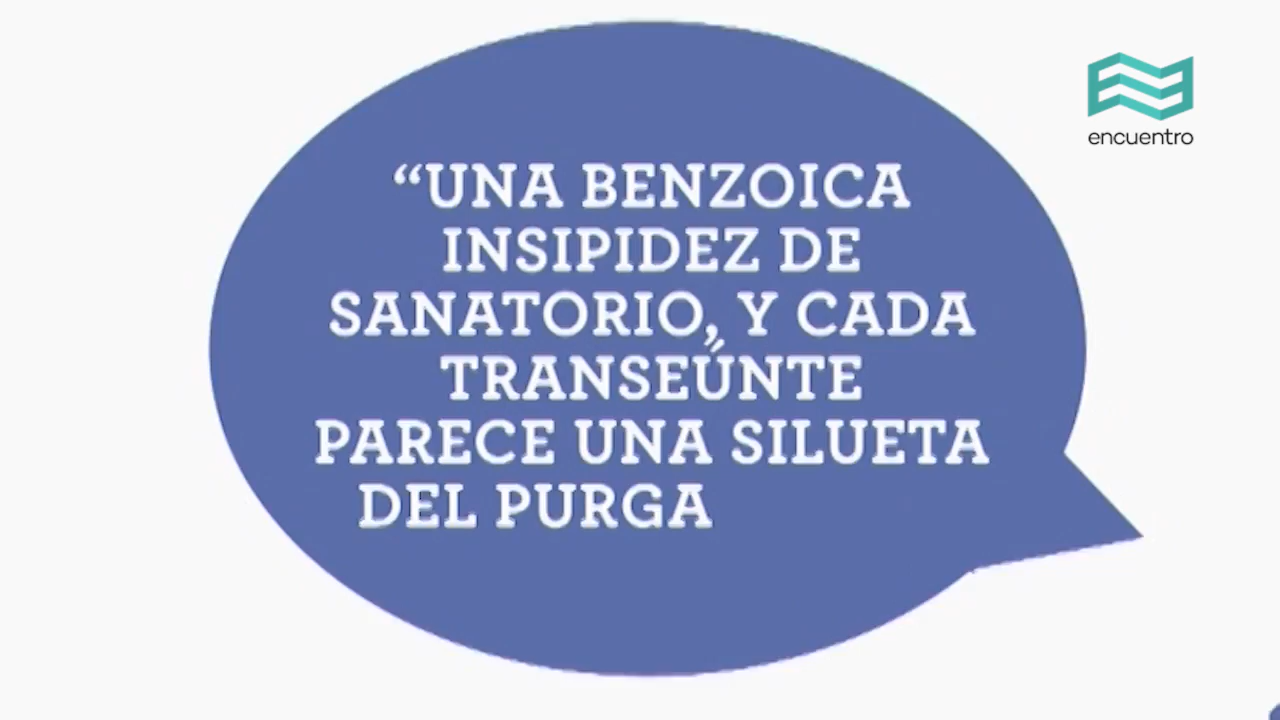 “UNA BENZOICA
INSIPIDEZ DE
SANATORIO, Y CADA
TRANSEÚNTE
PARECE UNA SILUETA
DEL PURGA
encuentro